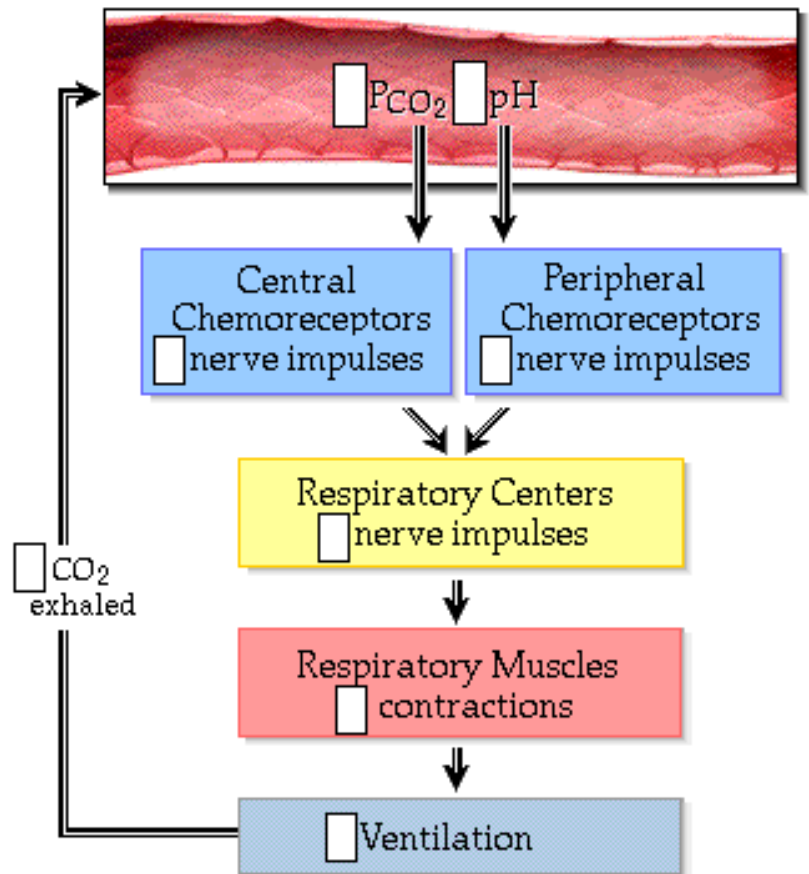 PCO₂ pH
Central
Chemoreceptors
nerve impulses
Peripheral
Chemoreceptors
nerve impulses
Respiratory Centers
nerve impulses
CO₂
exhaled
Respiratory Muscles
contractions
Ventilation